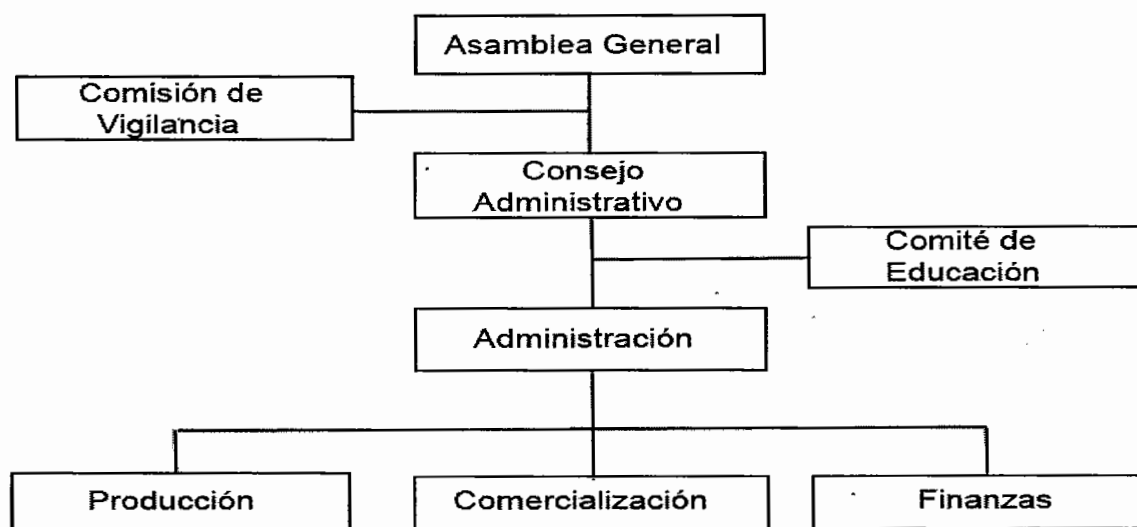 Asamblea General
Comisión de
Vigilancia
Consejo
Administrativo
Comité de
Educación
Administración
Producción
Comercialización
Finanzas